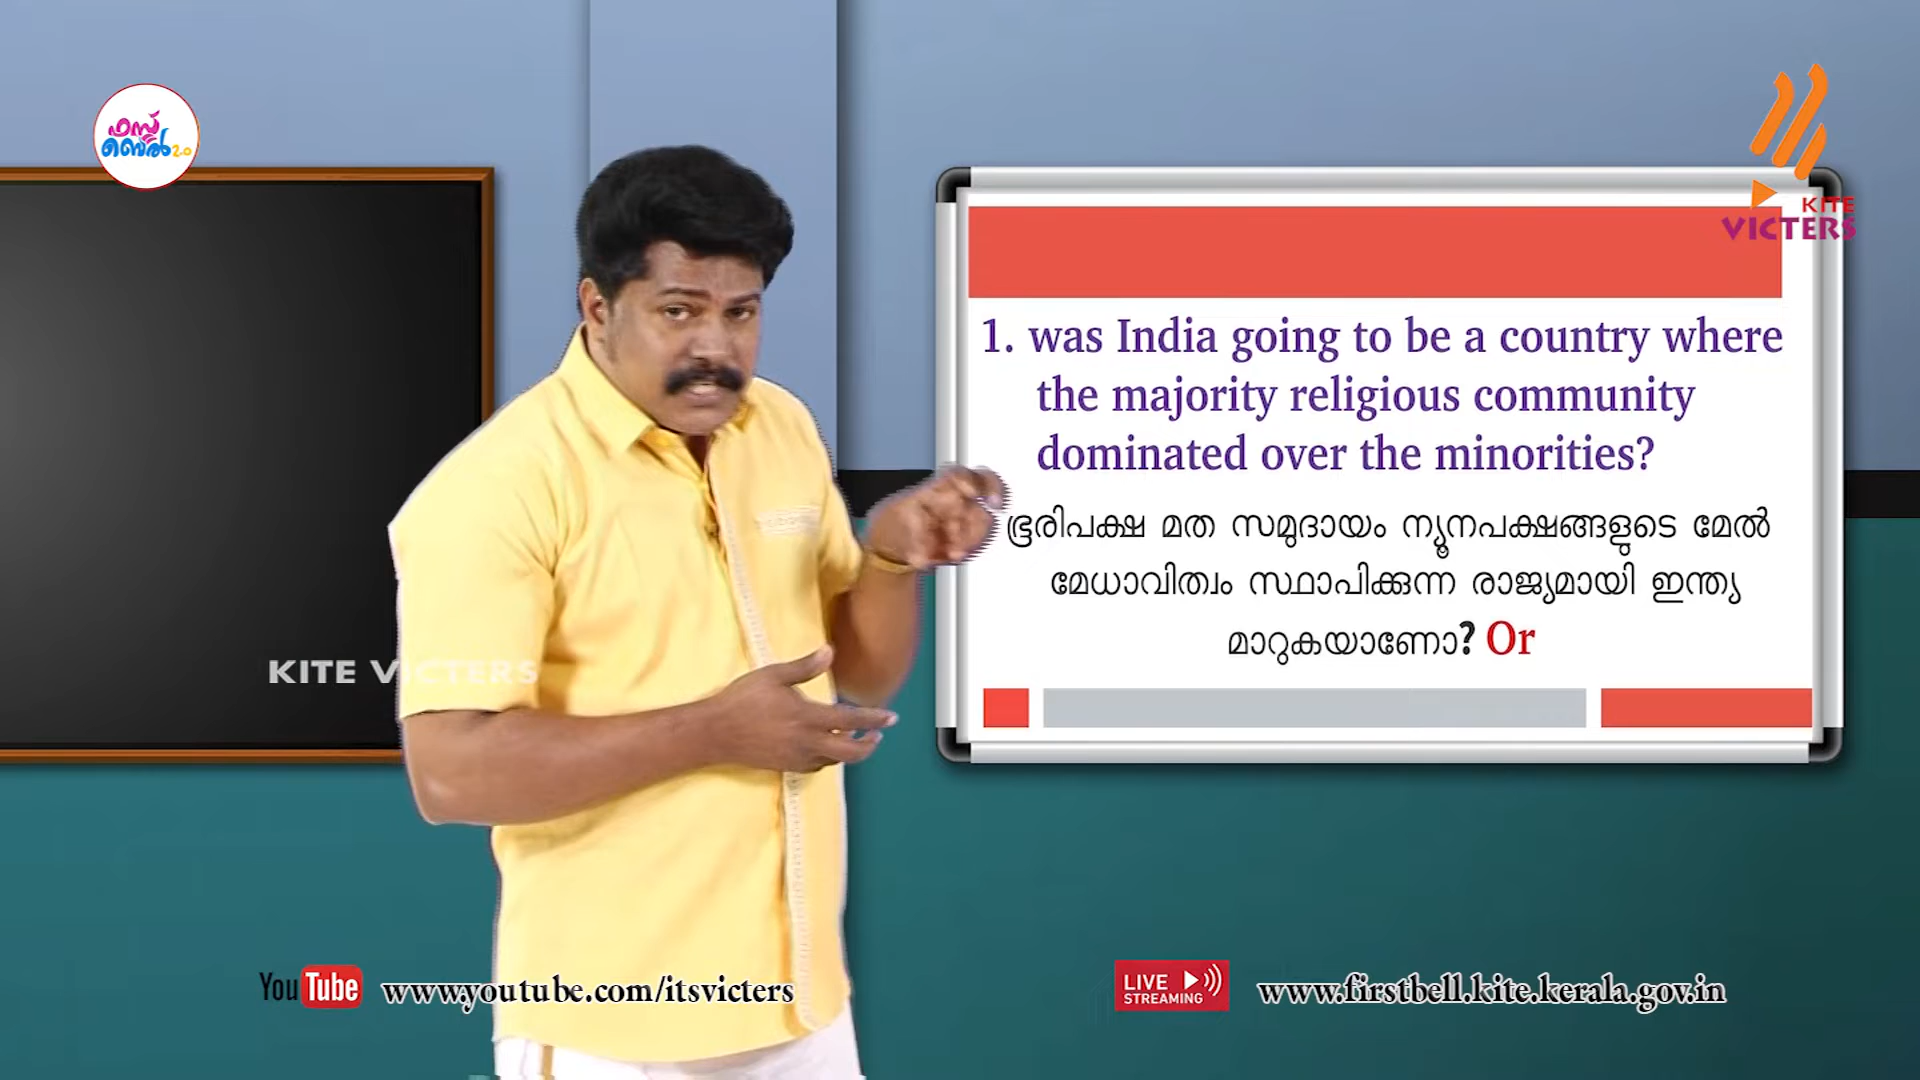 ഫസ്റ്റ്
ബെൽ 2.0
KITE
VICTERS
1. was India going to be a country where
the majority religious community
dominated over the minorities?
ഭൂരിപക്ഷ മത സമുദായം ന്യൂനപക്ഷങ്ങളുടെ മേൽ
മേധാവിത്വം സ്ഥാപിക്കുന്ന രാജ്യമായി ഇന്ത്യ
മാറുകയാണോ? Or
KITE VICTERS
YouTube www.youtube.com/itsvicters
LIVE
STREAMING
www.firstbell.kite.kerala.gov.in